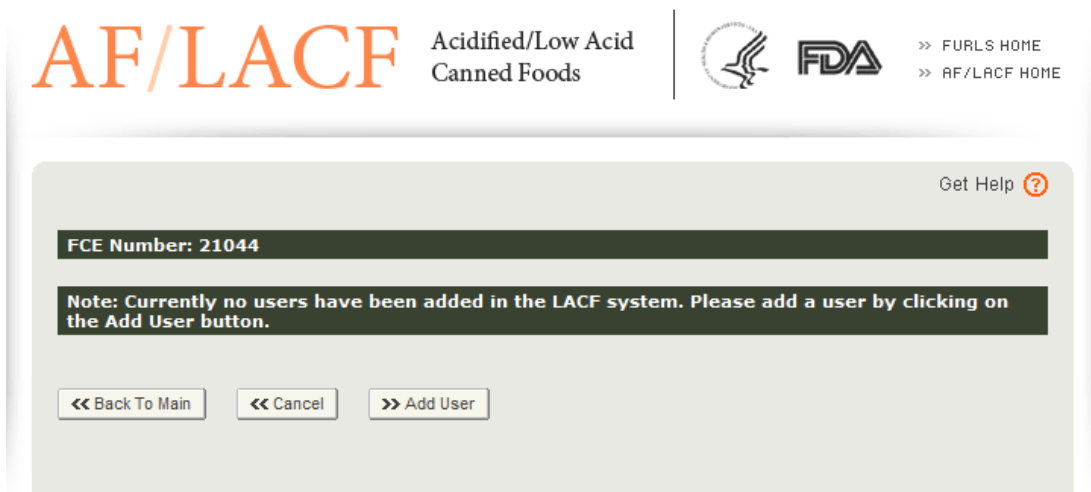 AF/LACF
Acidified/Low Acid
Canned Foods
FDA
>> FURLS HOME
>> AF/LACF HOME
Get Help ?
FCE Number: 21044
Note: Currently no users have been added in the LACF system. Please add a user by clicking on
the Add User button.
<< Back To Main
<< Cancel
>> Add User